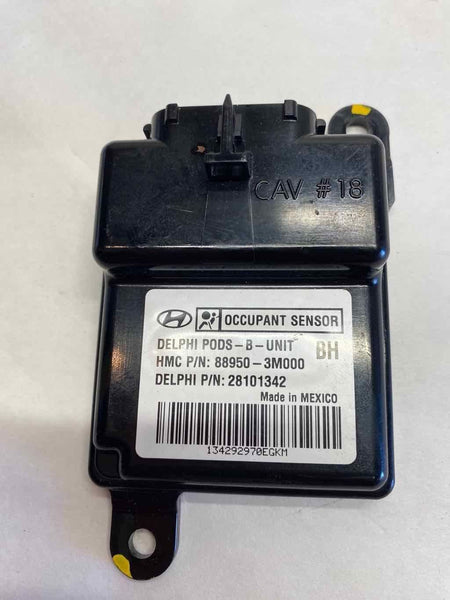 CAV #18
OCCUPANT SENSOR
DELPHI PODS-B-UNIT BH
HMC P/N: 88950-3M000
DELPHI P/N: 28101342
Made in MEXICO
134292970EGKM